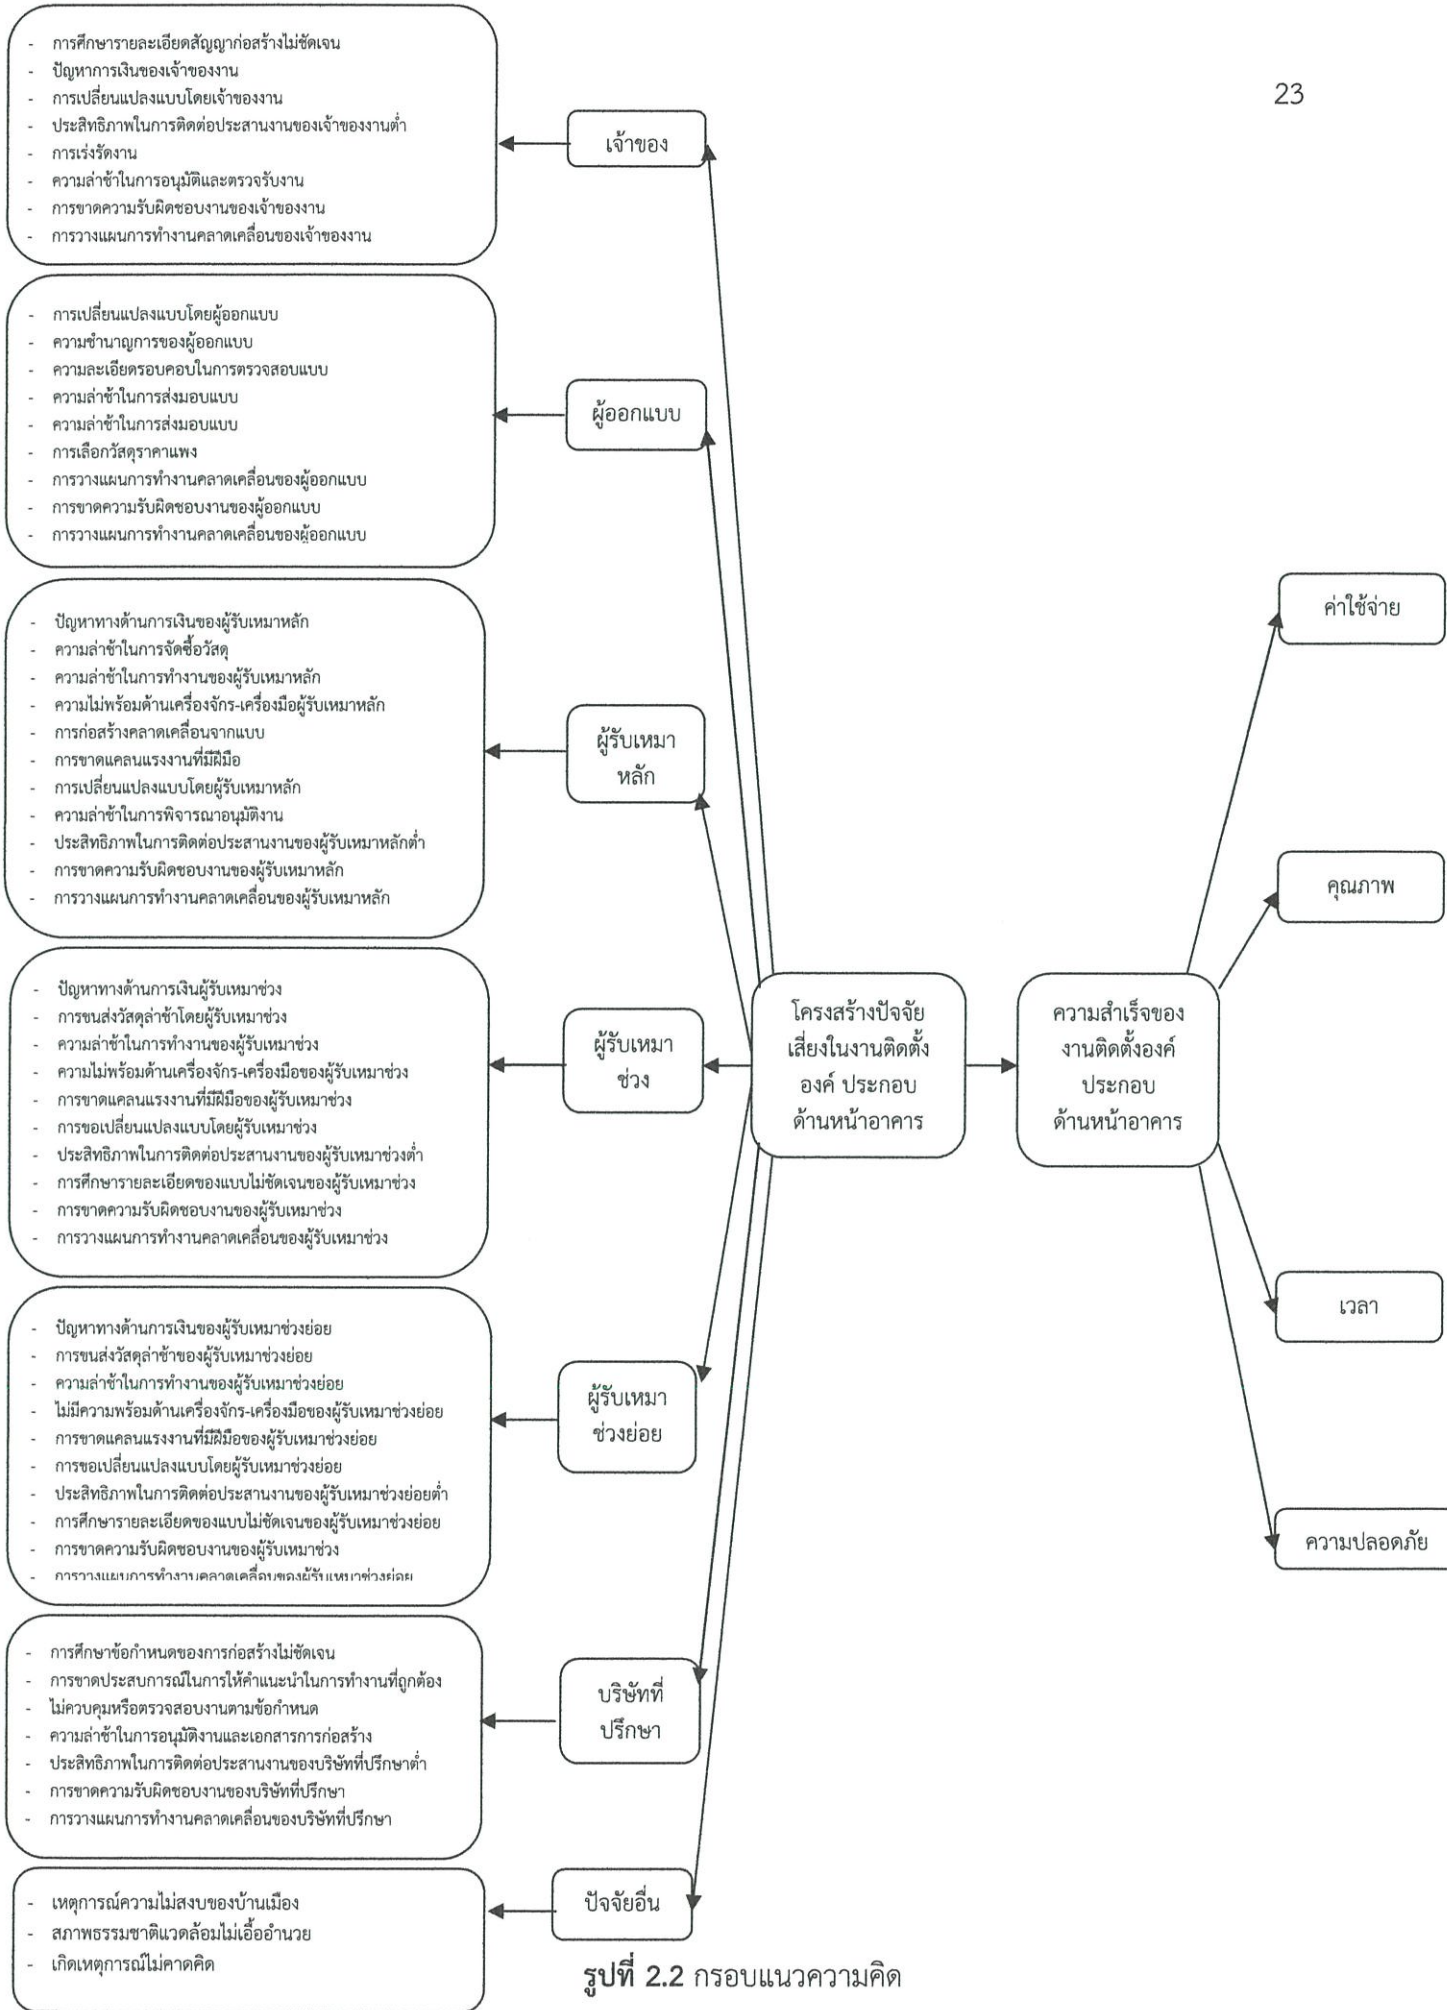 23
- การศึกษารายละเอียดสัญญาก่อสร้างไม่ชัดเจน
- ปัญหาการเงินของเจ้าของงาน
- การเปลี่ยนแปลงแบบโดยเจ้าของงาน
- ประสิทธิภาพในการติดต่อประสานงานของเจ้าของงานต่ำ
- การเร่งรัดงาน
- ความล่าช้าในการอนุมัติและตรวจรับงาน
- การขาดความรับผิดชอบงานของเจ้าของงาน
- การวางแผนการทำงานคลาดเคลื่อนของเจ้าของงาน
เจ้าของ
- การเปลี่ยนแปลงแบบโดยผู้ออกแบบ
- ความชำนาญการของผู้ออกแบบ
- ความละเอียดรอบคอบในการตรวจสอบแบบ
- ความล่าช้าในการส่งมอบแบบ
- ความล่าช้าในการส่งมอบแบบ
- การเลือกวัสดุราคาแพง
- การวางแผนการทำงานคลาดเคลื่อนของผู้ออกแบบ
- การขาดความรับผิดชอบงานของผู้ออกแบบ
- การวางแผนการทำงานคลาดเคลื่อนของผู้ออกแบบ
ผู้ออกแบบ
- ปัญหาทางด้านการเงินของผู้รับเหมาหลัก
- ความล่าช้าในการจัดซื้อวัสดุ
- ความล่าช้าในการทำงานของผู้รับเหมาหลัก
- ความไม่พร้อมด้านเครื่องจักร-เครื่องมือผู้รับเหมาหลัก
- การก่อสร้างคลาดเคลื่อนจากแบบ
- การขาดแคลนแรงงานที่มีฝีมือ
- การเปลี่ยนแปลงแบบโดยผู้รับเหมาหลัก
- ความล่าช้าในการพิจารณาอนุมัติงาน
- ประสิทธิภาพในการติดต่อประสานงานของผู้รับเหมาหลักต่ำ
- การขาดความรับผิดชอบงานของผู้รับเหมาหลัก
- การวางแผนการทำงานคลาดเคลื่อนของผู้รับเหมาหลัก
ผู้รับเหมา
หลัก
- ปัญหาทางด้านการเงินผู้รับเหมาช่วง
- การขนส่งวัสดุล่าช้าโดยผู้รับเหมาช่วง
- ความล่าช้าในการทำงานของผู้รับเหมาช่วง
- ความไม่พร้อมด้านเครื่องจักร-เครื่องมือของผู้รับเหมาช่วง
- การขาดแคลนแรงงานที่มีฝีมือของผู้รับเหมาช่วง
- การขอเปลี่ยนแปลงแบบโดยผู้รับเหมาช่วง
- ประสิทธิภาพในการติดต่อประสานงานของผู้รับเหมาช่วงต่ำ
- การศึกษารายละเอียดของแบบไม่ชัดเจนของผู้รับเหมาช่วง
- การขาดความรับผิดชอบงานของผู้รับเหมาช่วง
- การวางแผนการทำงานคลาดเคลื่อนของผู้รับเหมาช่วง
ผู้รับเหมา
ช่วง
- ปัญหาทางด้านการเงินของผู้รับเหมาช่วงย่อย
- การขนส่งวัสดุล่าช้าของผู้รับเหมาช่วงย่อย
- ความล่าช้าในการทำงานของผู้รับเหมาช่วงย่อย
- ไม่มีความพร้อมด้านเครื่องจักร-เครื่องมือของผู้รับเหมาช่วงย่อย
- การขาดแคลนแรงงานที่มีฝีมือของผู้รับเหมาช่วงย่อย
- การขอเปลี่ยนแปลงแบบโดยผู้รับเหมาช่วงย่อย
- ประสิทธิภาพในการติดต่อประสานงานของผู้รับเหมาช่วงย่อยต่ำ
- การศึกษารายละเอียดของแบบไม่ชัดเจนของผู้รับเหมาช่วงย่อย
- การขาดความรับผิดชอบงานของผู้รับเหมาช่วง
- การวางแผนการทำงานคลาดเคลื่อนของผู้รับเหมาช่วงย่อย
ผู้รับเหมา
ช่วงย่อย
- การศึกษาข้อกำหนดของการก่อสร้างไม่ชัดเจน
- การขาดประสบการณ์ในการให้คำแนะนำในการทำงานที่ถูกต้อง
- ไม่ควบคุมหรือตรวจสอบงานตามข้อกำหนด
- ความล่าช้าในการอนุมัติงานและเอกสารการก่อสร้าง
- ประสิทธิภาพในการติดต่อประสานงานของบริษัทที่ปรึกษาต่ำ
- การขาดความรับผิดชอบงานของบริษัทที่ปรึกษา
- การวางแผนการทำงานคลาดเคลื่อนของบริษัทที่ปรึกษา
บริษัทที่
ปรึกษา
- เหตุการณ์ความไม่สงบของบ้านเมือง
- สภาพธรรมชาติแวดล้อมไม่เอื้ออำนวย
- เกิดเหตุการณ์ไม่คาดคิด
ปัจจัยอื่น
โครงสร้างปัจจัย
เสี่ยงในงานติดตั้ง
องค์ ประกอบ
ด้านหน้าอาคาร
ความสำเร็จของ
งานติดตั้งองค์
ประกอบ
ด้านหน้าอาคาร
ค่าใช้จ่าย
คุณภาพ
เวลา
ความปลอดภัย
รูปที่ 2.2 กรอบแนวความคิด